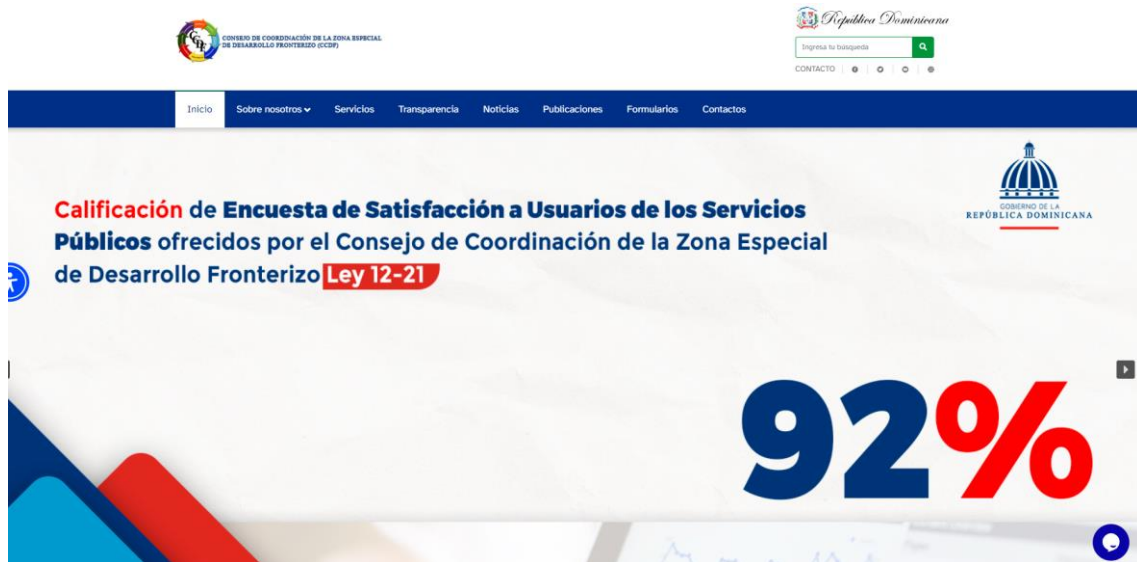 CONSEJO DE COORDINACIÓN DE LA ZONA ESPECIAL
DE DESARROLLO FRONTERIZO (CCDF)
República Dominicana
Ingresa tu búsqueda
CONTACTO
Inicio
Sobre nosotros
Servicios
Transparencia
Noticias
Publicaciones
Formularios
Contactos
GOBIERNO DE LA
REPÚBLICA DOMINICANA
Calificación de Encuesta de Satisfacción a Usuarios de los Servicios
Públicos ofrecidos por el Consejo de Coordinación de la Zona Especial
de Desarrollo Fronterizo Ley 12-21
92%